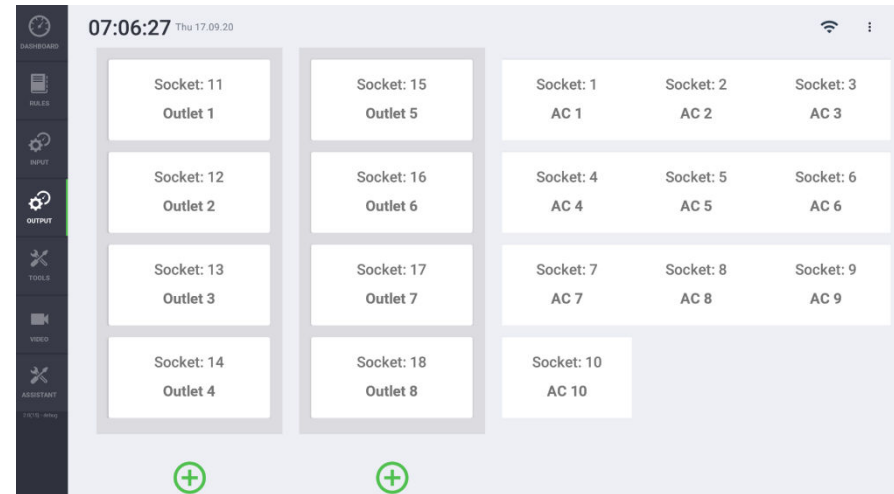 07:06:27 Thu 17.09.20
DASHBOARD
RULES
INPUT
OUTPUT
TOOLS
VIDEO
ASSISTANT
Socket: 11
Outlet 1
Socket: 12
Outlet 2
Socket: 13
Outlet 3
Socket: 14
Outlet 4
Socket: 15
Outlet 5
Socket: 16
Outlet 6
Socket: 17
Outlet 7
Socket: 18
Outlet 8
Socket: 1
AC 1
Socket: 2
AC 2
Socket: 3
AC 3
Socket: 4
AC 4
Socket: 5
AC 5
Socket: 6
AC 6
Socket: 7
AC 7
Socket: 8
AC 8
Socket: 9
AC 9
Socket: 10
AC 10